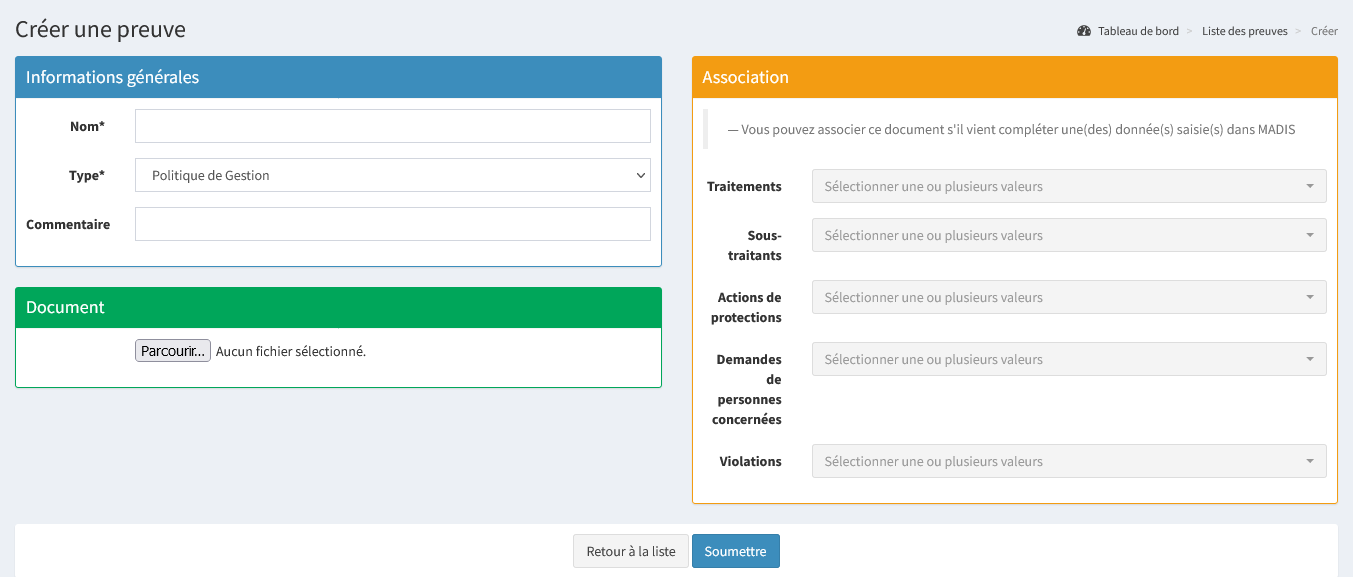 Créer une preuve
Tableau de bord > Liste des preuves > Créer
Informations générales
Nom*
Type*
Politique de Gestion
Commentaire
Document
Parcourir... Aucun fichier sélectionné.
Association
— Vous pouvez associer ce document s'il vient compléter une(des) donnée(s) saisie(s) dans MADIS
Traitements
Sélectionner une ou plusieurs valeurs
Sous-
traitants
Sélectionner une ou plusieurs valeurs
Actions de
protections
Sélectionner une ou plusieurs valeurs
Demandes
de
personnes
concernées
Sélectionner une ou plusieurs valeurs
Violations
Sélectionner une ou plusieurs valeurs
Retour à la liste
Soumettre